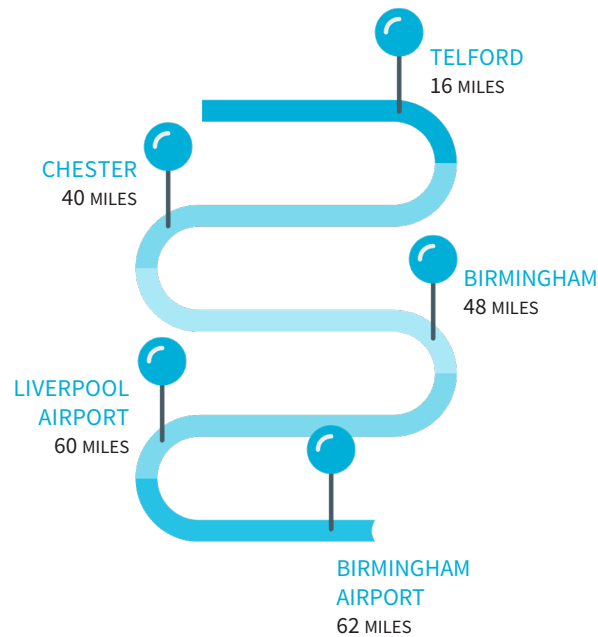 TELFORD
16 MILES
CHESTER
40 MILES
BIRMINGHAM
48 MILES
LIVERPOOL
AIRPORT
60 MILES
BIRMINGHAM
AIRPORT
62 MILES